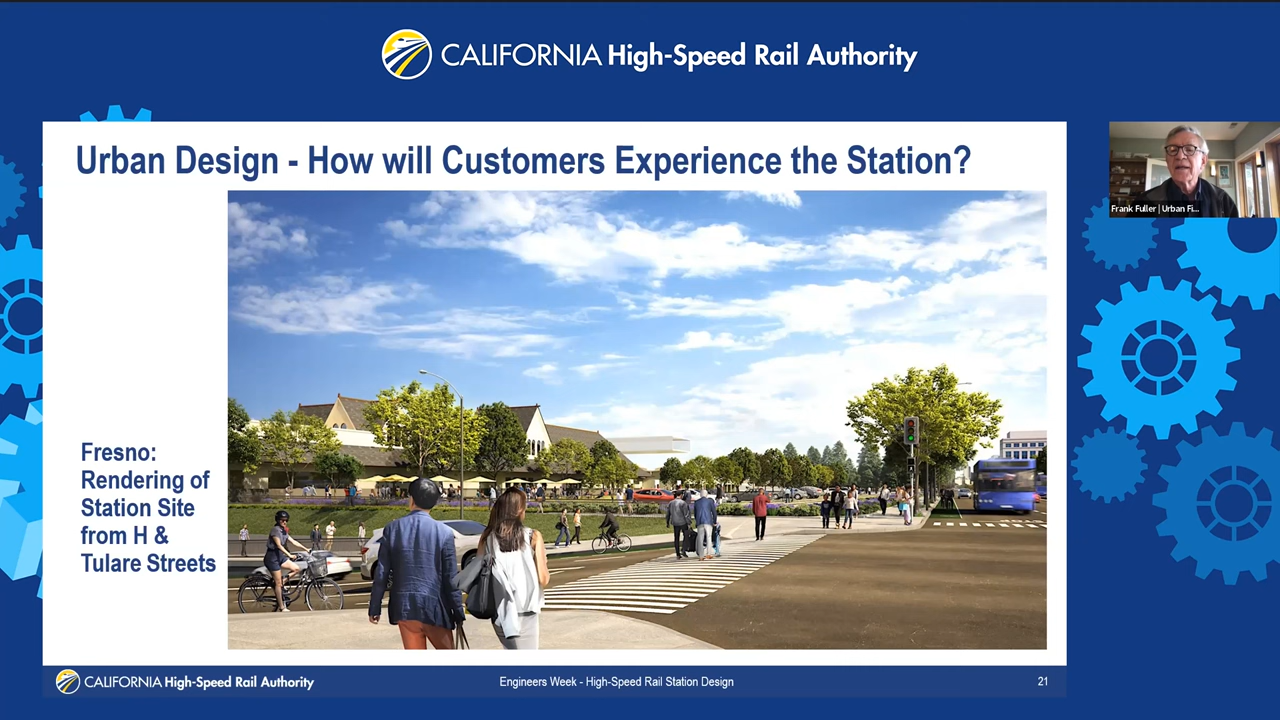 CALIFORNIA High-Speed Rail Authority
Urban Design - How will Customers Experience the Station?
Frank Fuller | Urban Fi...
Fresno:
Rendering of
Station Site
from H &
Tulare Streets
CALIFORNIA High-Speed Rail Authority
Engineers Week - High-Speed Rail Station Design
21